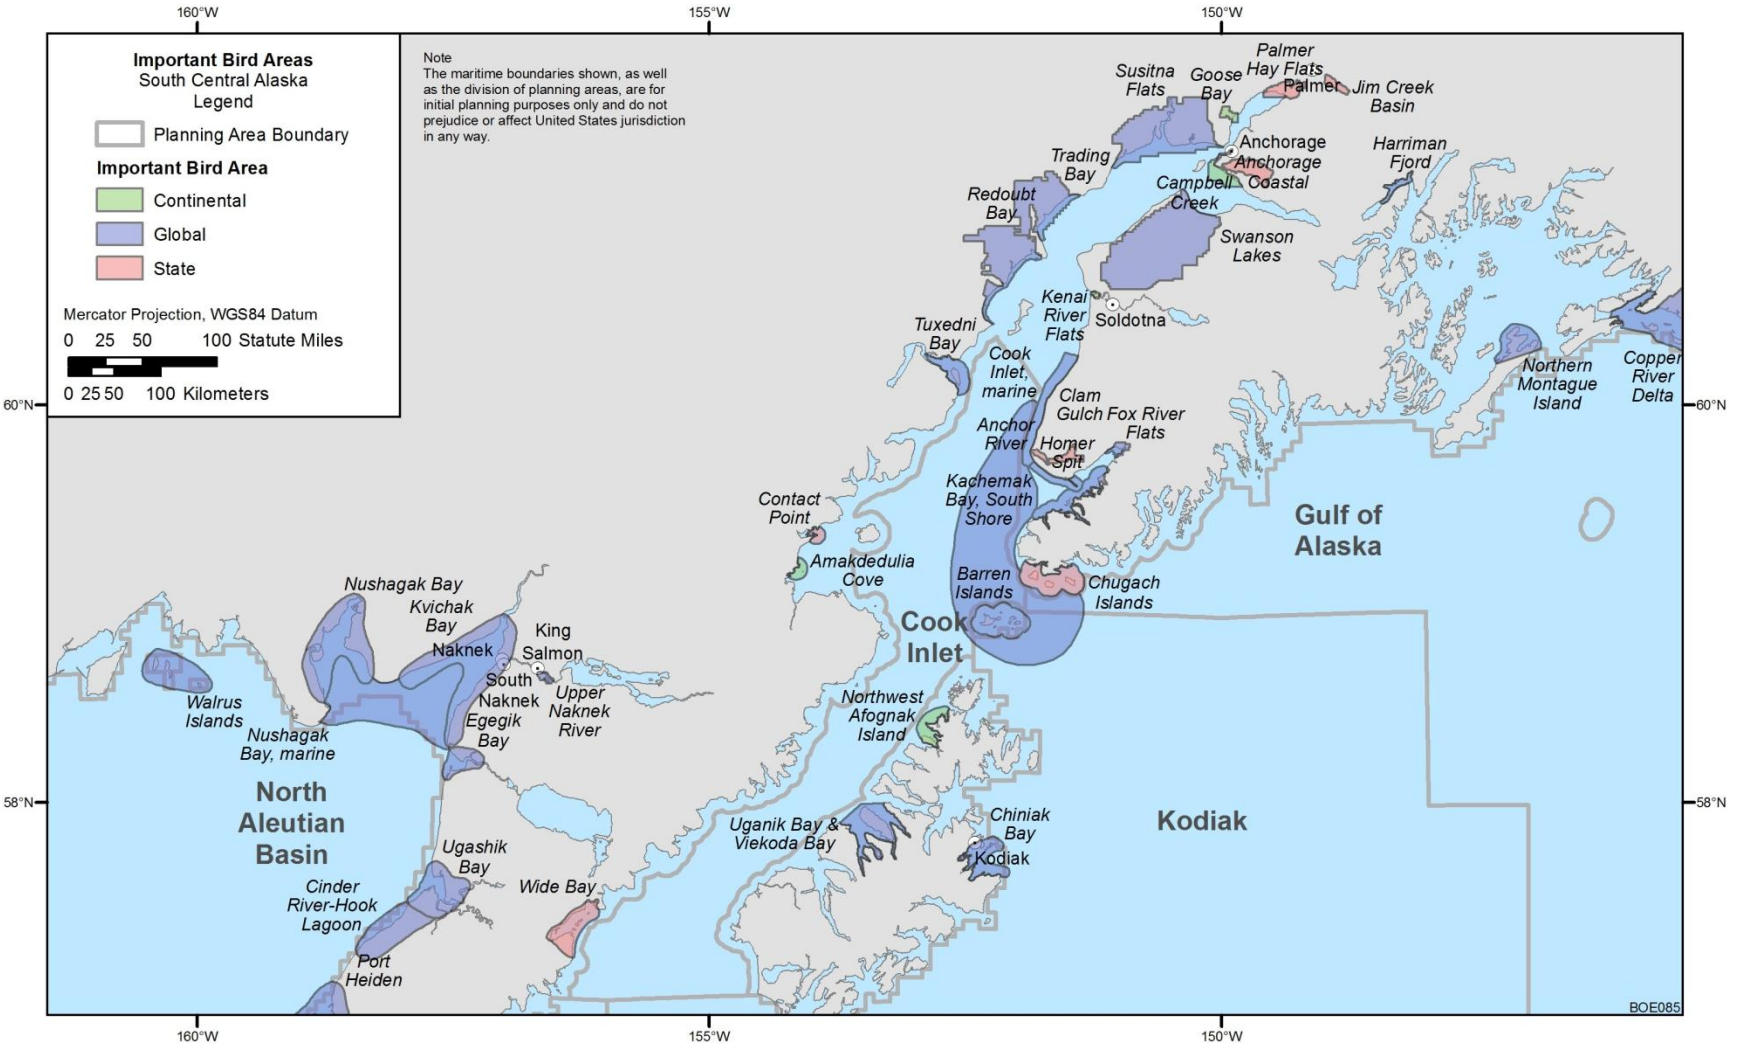 160°W
155°W
150°W
Important Bird Areas
South Central Alaska
Legend
Planning Area Boundary
Important Bird Area
Continental
Global
State
Mercator Projection, WGS84 Datum
0 25 50 100 Statute Miles
0 25 50 100 Kilometers
Note
The maritime boundaries shown, as well
as the division of planning areas, are for
initial planning purposes only and do not
prejudice or affect United States jurisdiction
in any way.
Palmer
Hay Flats
Palmer
Susitna
Flats
Goose
Bay
Jim Creek
Basin
Anchorage
Anchorage
Coastal
Harriman
Fjord
Trading
Bay
Campbell
Creek
Redoubt
Bay
Swanson
Lakes
Kenai
River
Flats
Soldotna
Tuxedni
Bay
Cook
Inlet,
marine
Northern
Montague
Island
Copper
River
Delta
60°N
60°N
Clam
Gulch
Fox River
Flats
Anchor
River
Homer
Spit
Kachemak
Bay, South
Shore
Contact
Point
Gulf of
Alaska
Amakdedulia
Cove
Barren
Islands
Chugach
Islands
Nushagak Bay
Kvichak
Bay
King
Salmon
Naknek
South
Naknek
Upper
Naknek
River
Cook
Inlet
Walrus
Islands
Egegik
Bay
Nushagak
Bay, marine
Northwest
Afognak
Island
North
Aleutian
Basin
58°N
58°N
Uganik Bay &
Viekoda Bay
Chiniak
Bay
Kodiak
Kodiak
Ugashik
Bay
Cinder
River-Hook
Lagoon
Wide Bay
Port
Heiden
BOE085
160°W
155°W
150°W